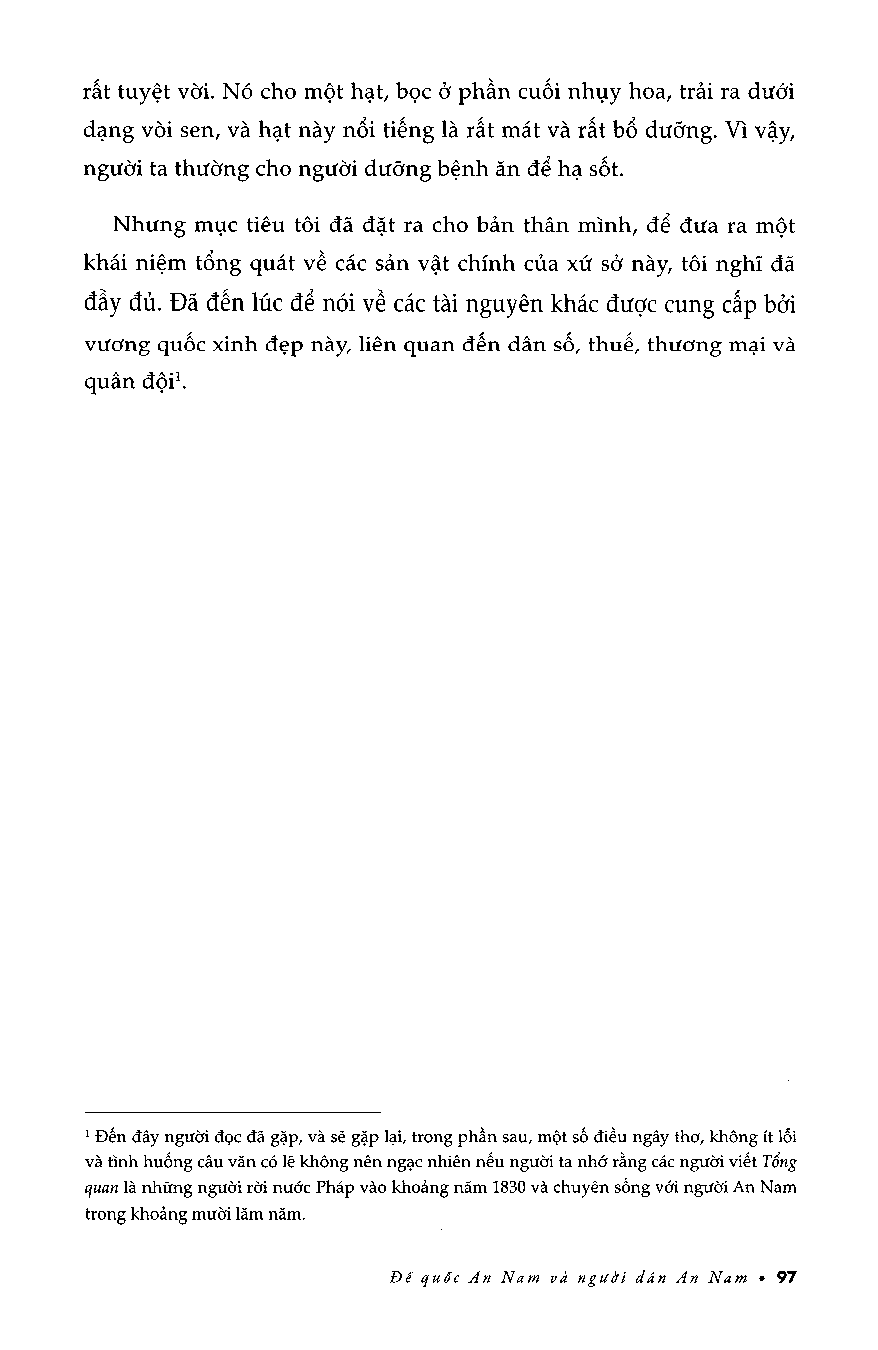 rất tuyệt vời. Nó cho một hạt, bọc ở phần cuối nhụy hoa, trải ra dưới
dạng vòi sen, và hạt này nổi tiếng là rất mát và rất bổ dưỡng. Vì vậy,
người ta thường cho người dưỡng bệnh ăn để hạ sốt.
Nhưng mục tiêu tôi đã đặt ra cho bản thân mình, để đưa ra một
khái niệm tổng quát về các sản vật chính của xứ sở này, tôi nghĩ đã
đầy đủ. Đã đến lúc để nói về các tài nguyên khác được cung cấp bởi
vương quốc xinh đẹp này, liên quan đến dân số, thuế, thương mại và
quân đội¹.
¹ Đến đây người đọc đã gặp, và sẽ gặp lại, trong phần sau, một số điều ngây thơ, không ít lỗi
và tình huống câu văn có lẽ không nên ngạc nhiên nếu người ta nhớ rằng các người viết Tổng
quan là những người rời nước Pháp vào khoảng năm 1830 và chuyên sống với người An Nam
trong khoảng mười lăm năm.
Đế quốc An Nam và người dân An Nam • 97